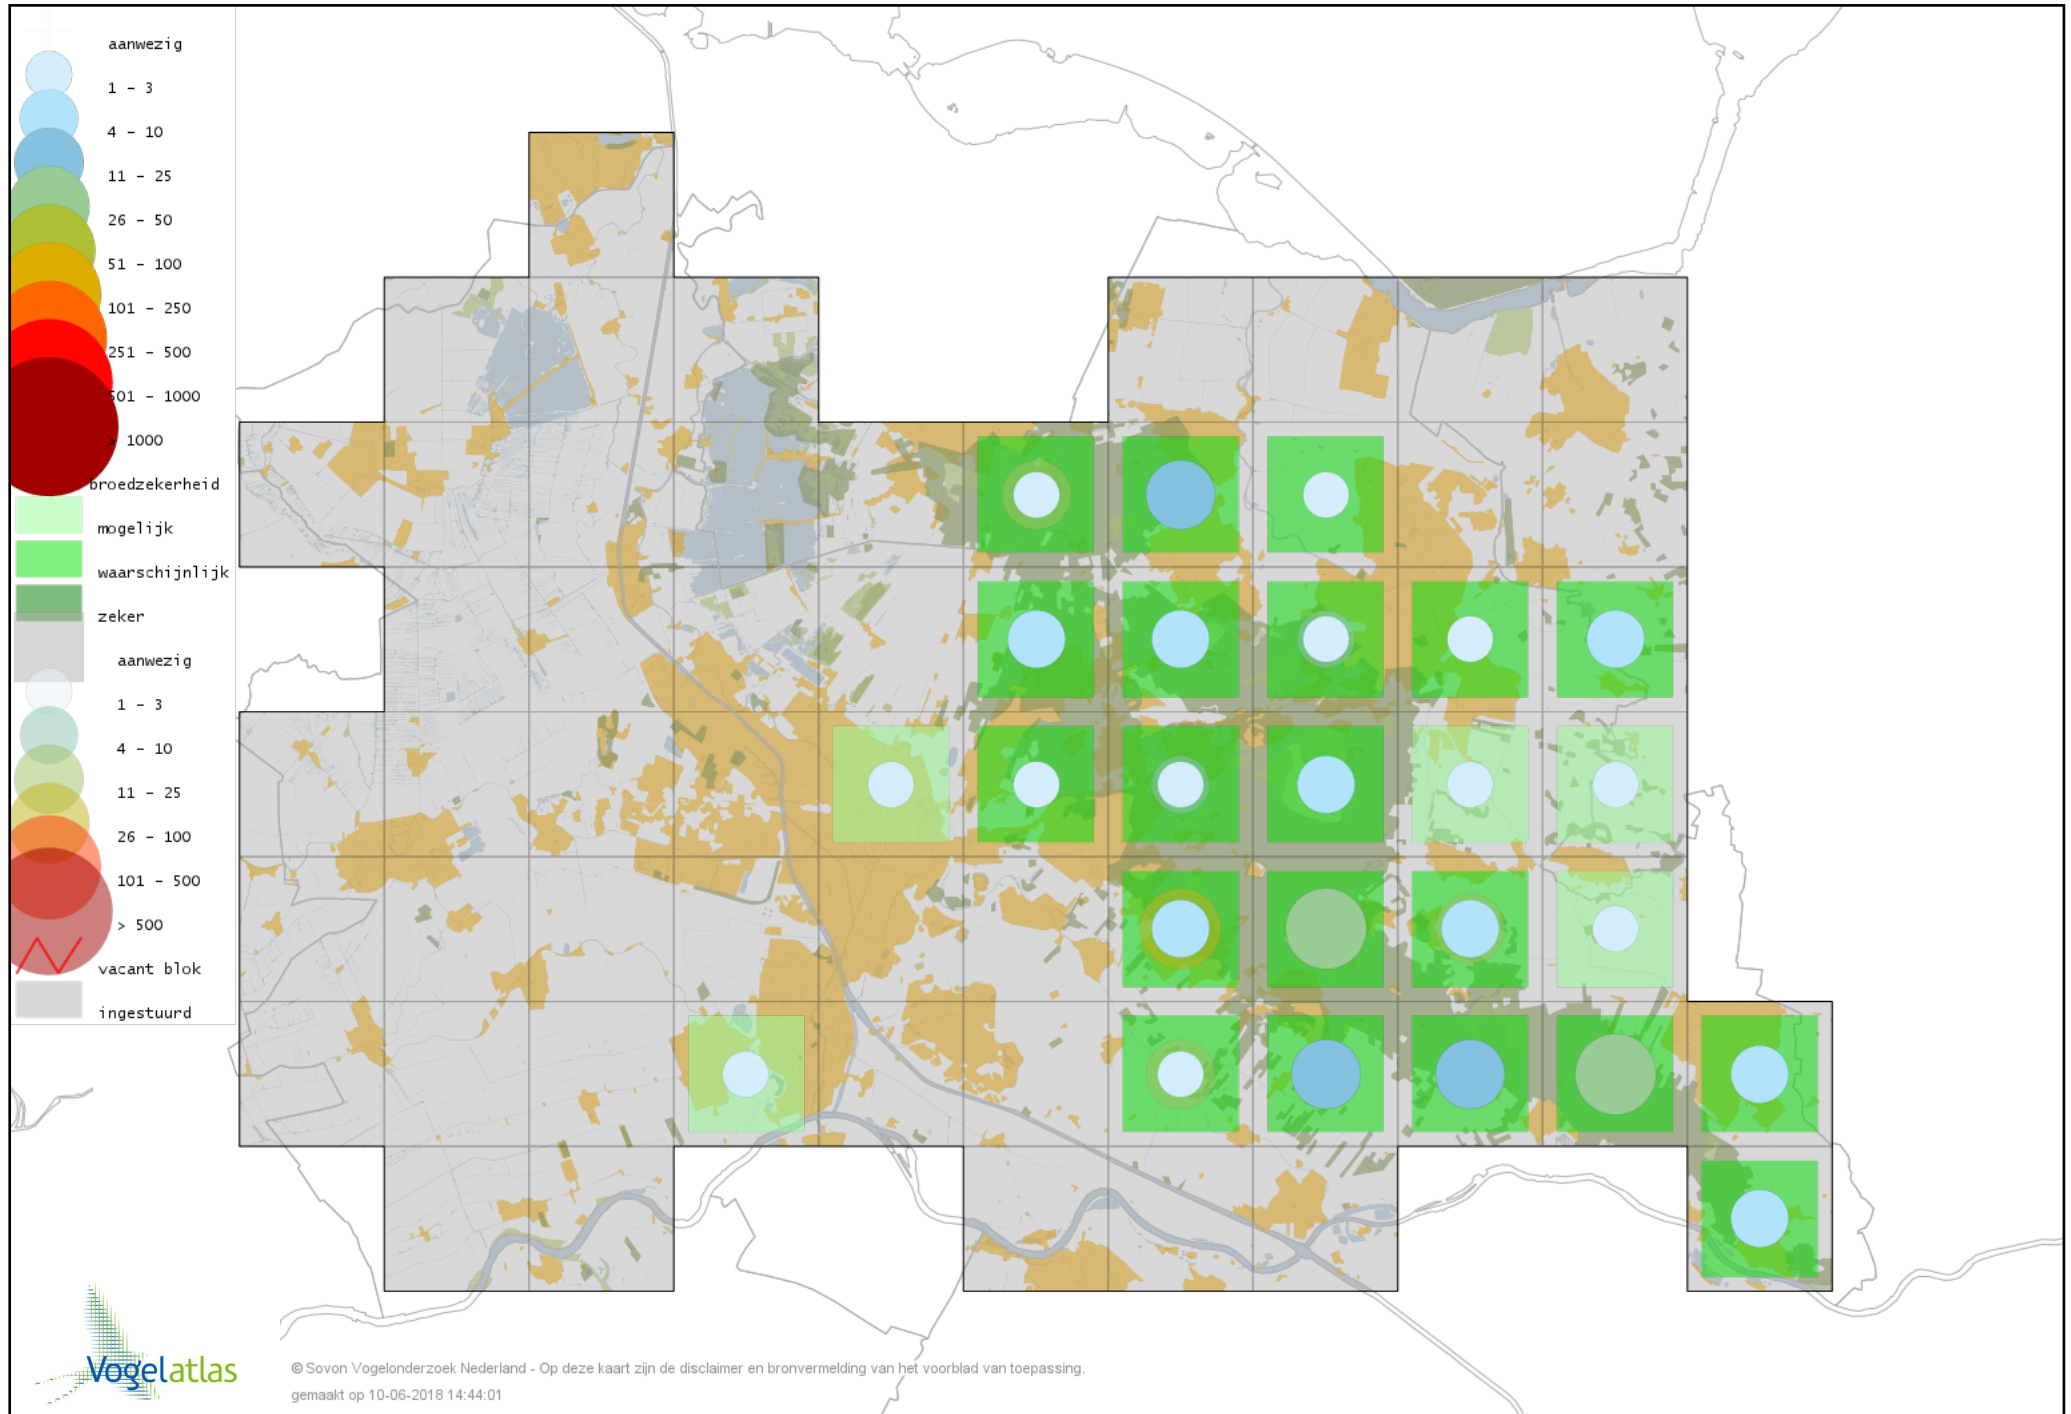 aanwezig
1 - 3
4 - 10
11 - 25
26 - 50
51 - 100
101 - 250
251 - 500
501 - 1000
> 1000
broedzekerheid
mogelijk
waarschijnlijk
zeker
aanwezig
1 - 3
4 - 10
11 - 25
26 - 100
101 - 500
> 500
vacant blok
ingestuurd
Vogelatlas
© Sovon Vogelonderzoek Nederland - Op deze kaart zijn de disclaimer en bronvermelding van het voorblad van toepassing.
gemaakt op 10-06-2018 14:44:01